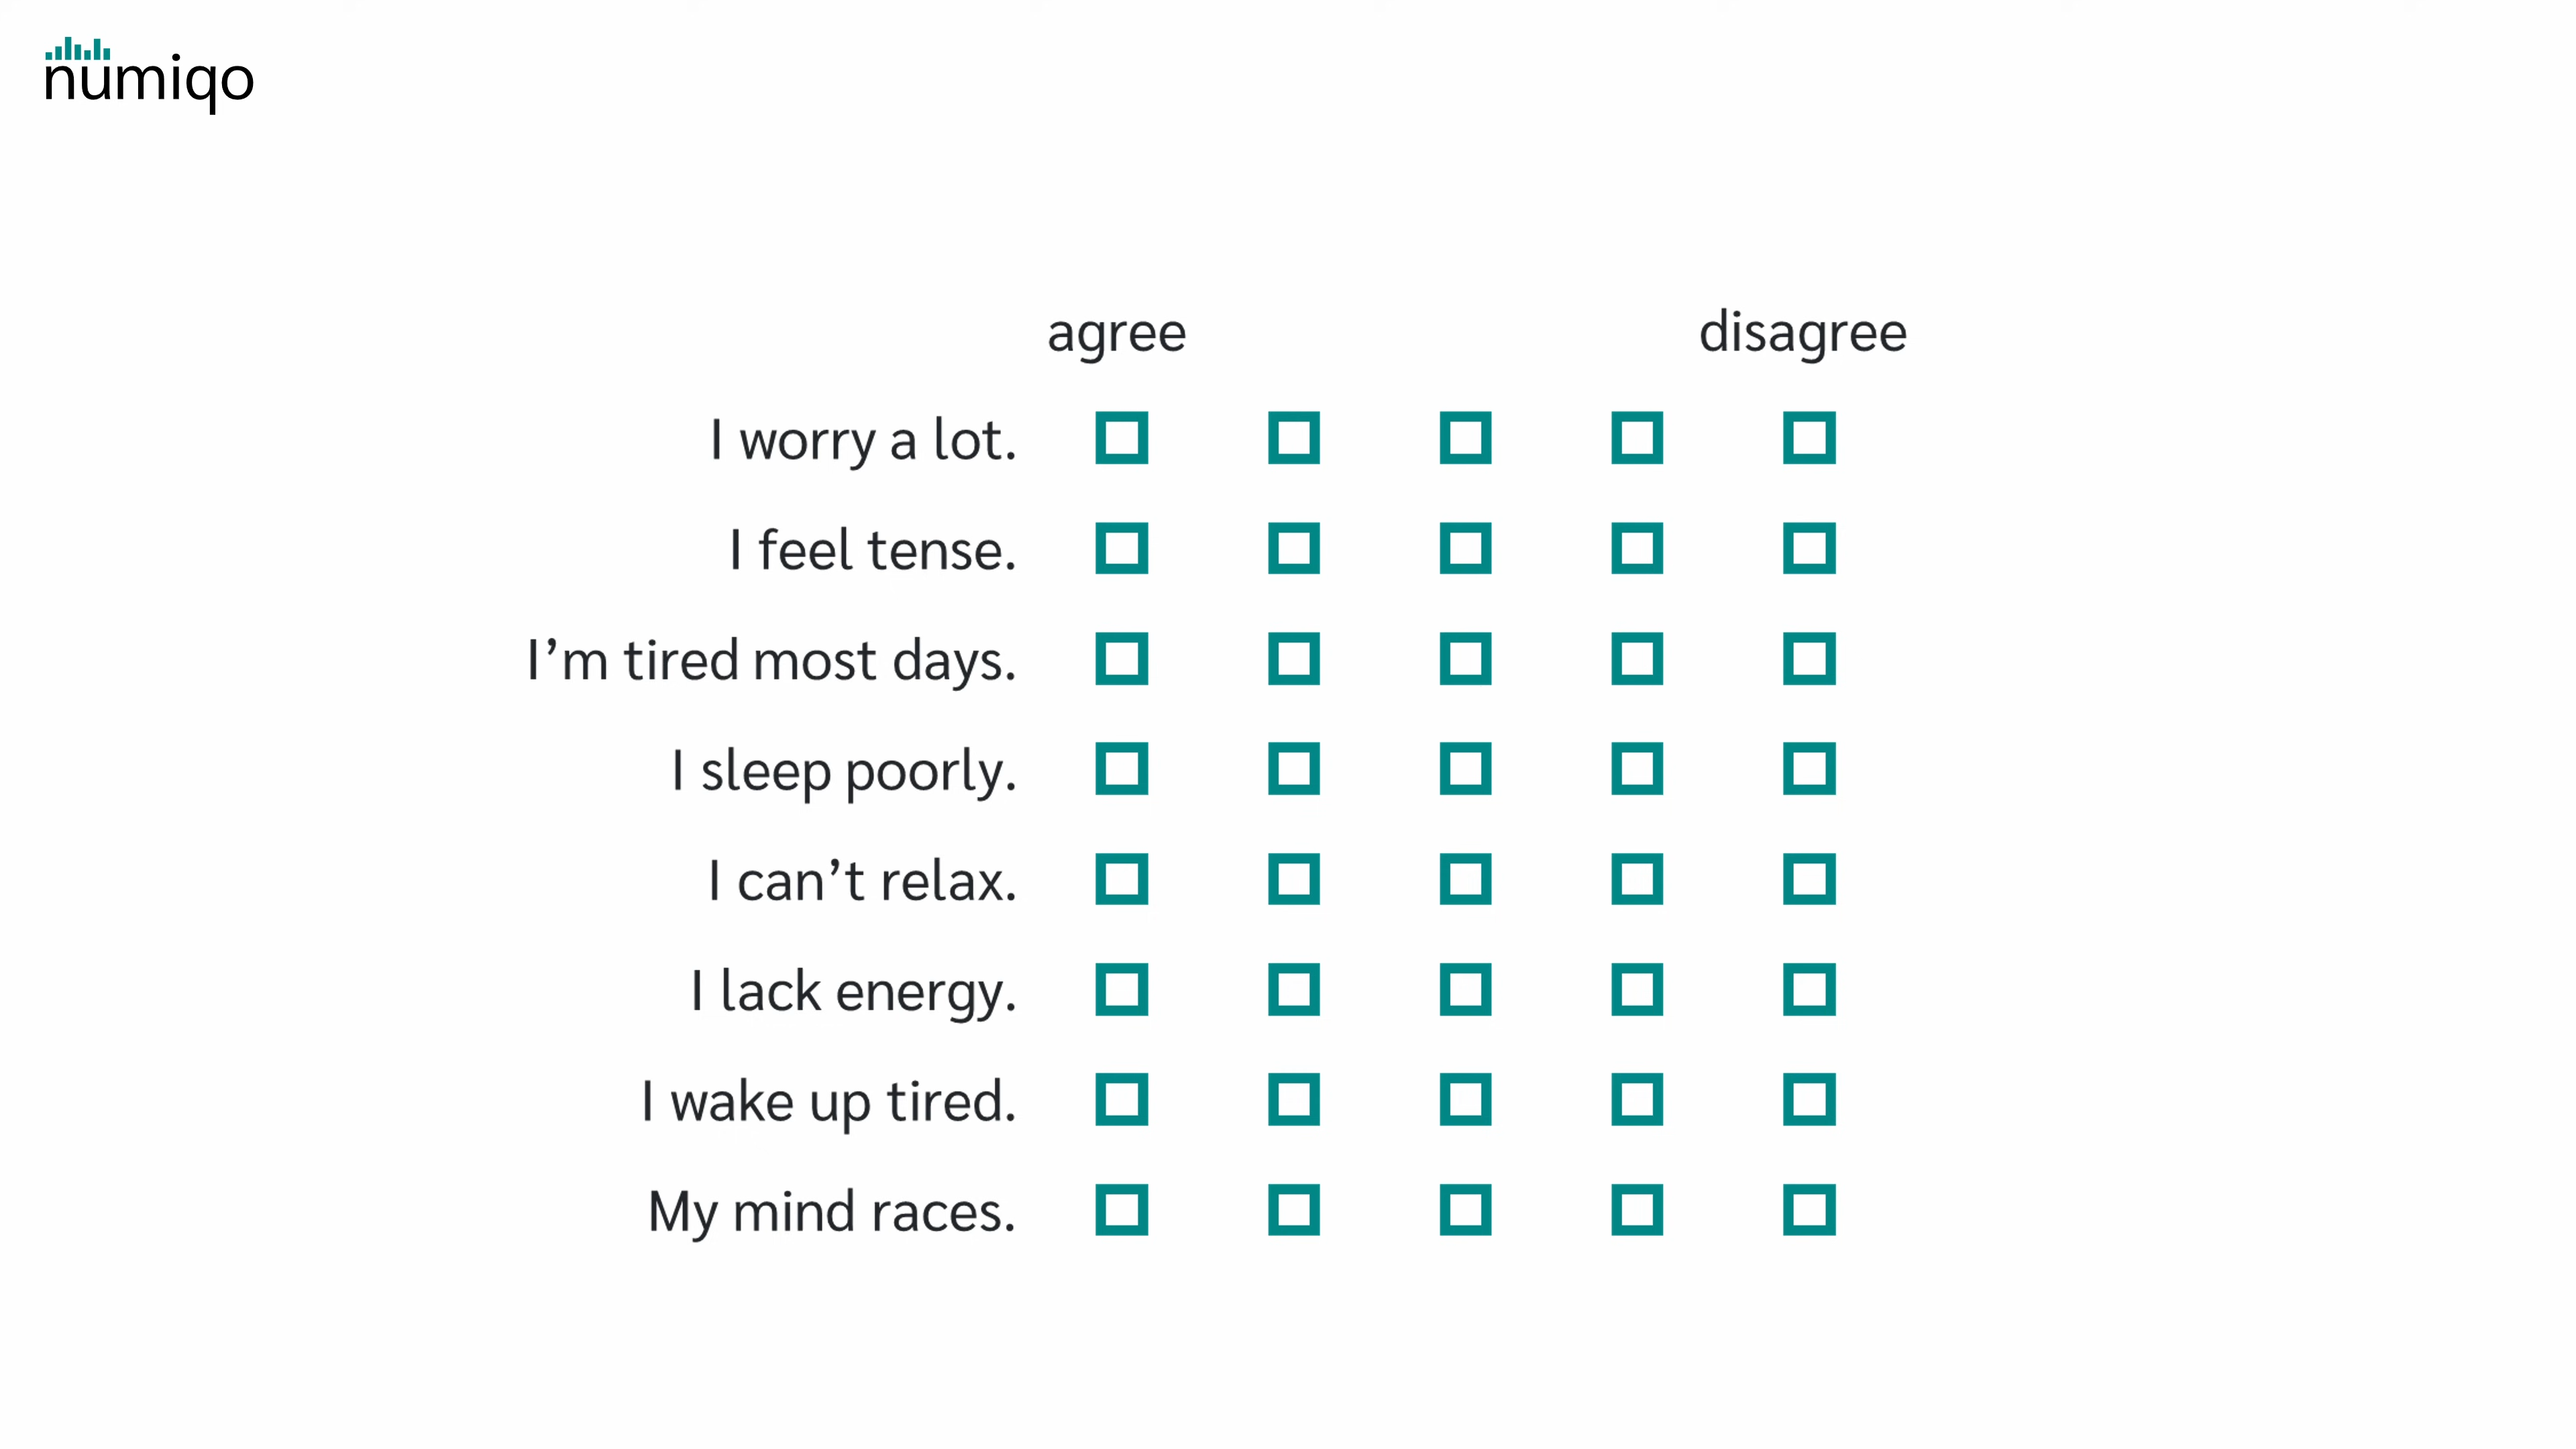 numiqo
agree disagree
I worry a lot.
I feel tense.
I’m tired most days.
I sleep poorly.
I can’t relax.
I lack energy.
I wake up tired.
My mind races.